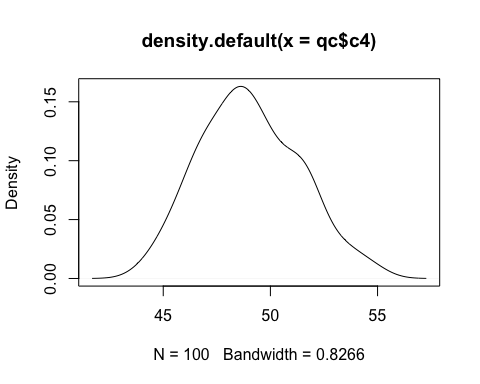 density.default(x = qc$c4)
Density
0.15
0.10
0.05
0.00
45 50 55
N = 100 Bandwidth = 0.8266